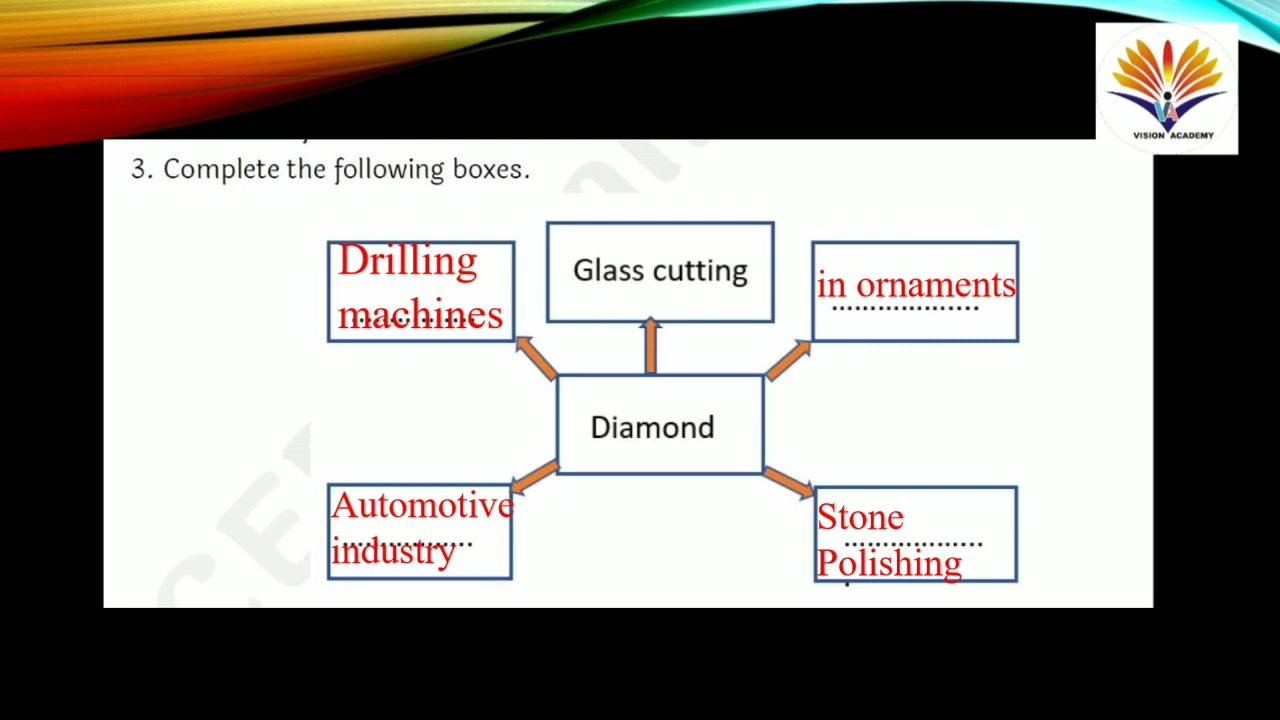 VISION ACADEMY
3. Complete the following boxes.
Drilling
machines
Glass cutting
in ornaments
..................
Diamond
Automotive
industry
Stone
..................
Polishing